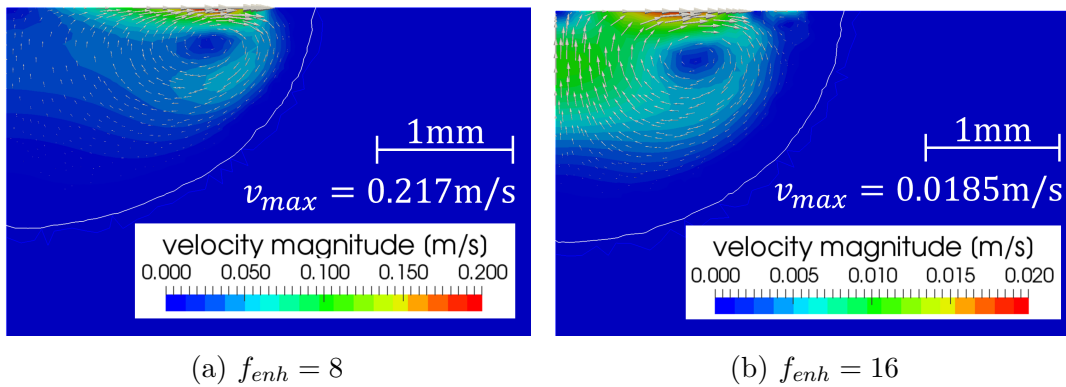 1mm
v_max = 0.217m/s
velocity magnitude (m/s)
0.000 0.050 0.100 0.150 0.200
(a) f_enh = 8
1mm
v_max = 0.0185m/s
velocity magnitude (m/s)
0.000 0.005 0.010 0.015 0.020
(b) f_enh = 16